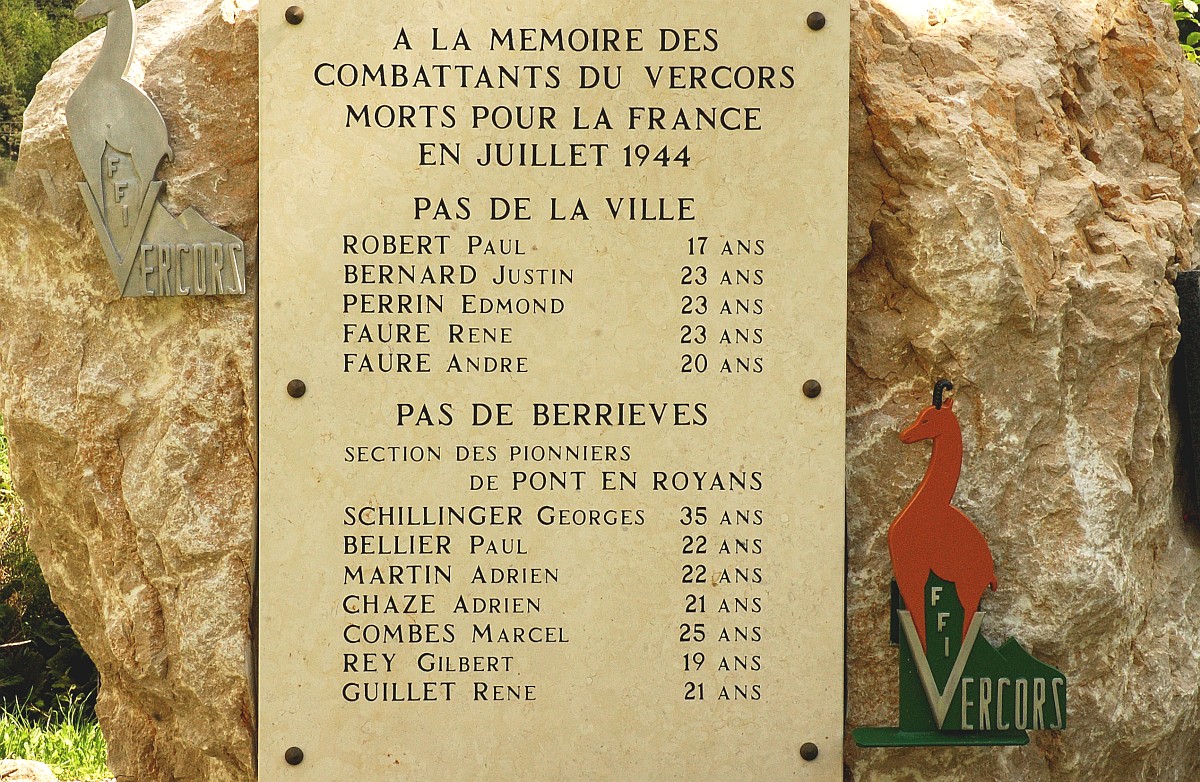 A LA MEMOIRE DES
COMBATTANTS DU VERCORS
MORTS POUR LA FRANCE
EN JUILLET 1944
PAS DE LA VILLE
ROBERT PAUL 17 ANS
BERNARD JUSTIN 23 ANS
PERRIN EDMOND 23 ANS
FAURE RENE 23 ANS
FAURE ANDRE 20 ANS
PAS DE BERRIEVES
SECTION DES PIONNIERS
DE PONT EN ROYANS
SCHILLINGER GEORGES 35 ANS
BELLIER PAUL 22 ANS
MARTIN ADRIEN 22 ANS
CHAZE ADRIEN 21 ANS
COMBES MARCEL 25 ANS
REY GILBERT 19 ANS
GUILLET RENE 21 ANS
FFI
VERCORS
FFI
VERCORS